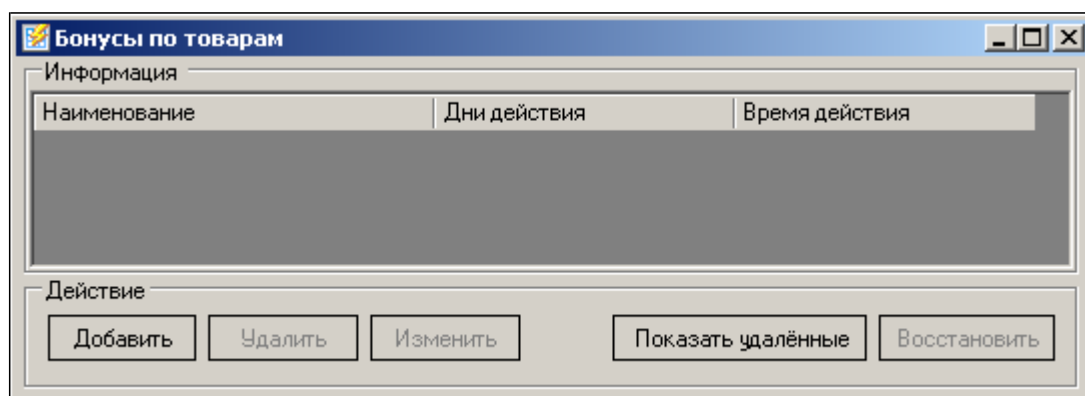 Бонусы по товарам
Информация
Наименование Дни действия Время действия
Действие
Добавить Удалить Изменить Показать удалённые Восстановить